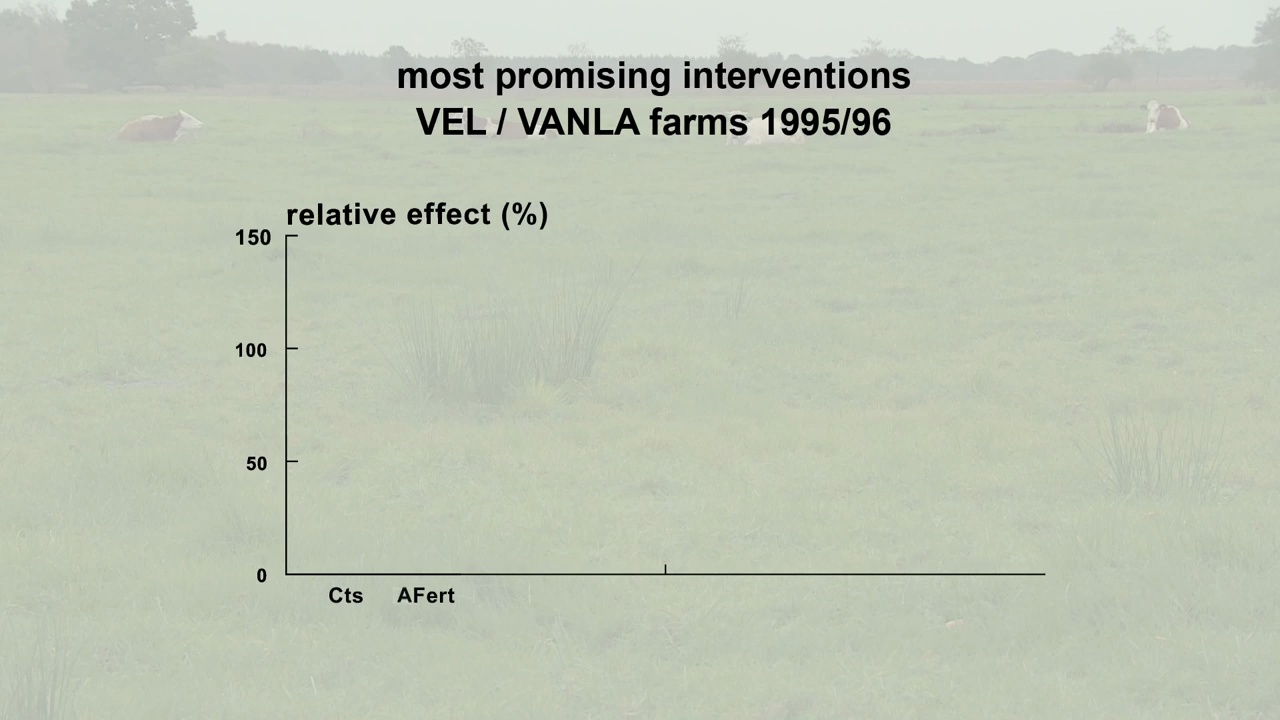 most promising interventions
VEL / VANLA farms 1995/96
relative effect (%)
150
100
50
0
Cts AFert